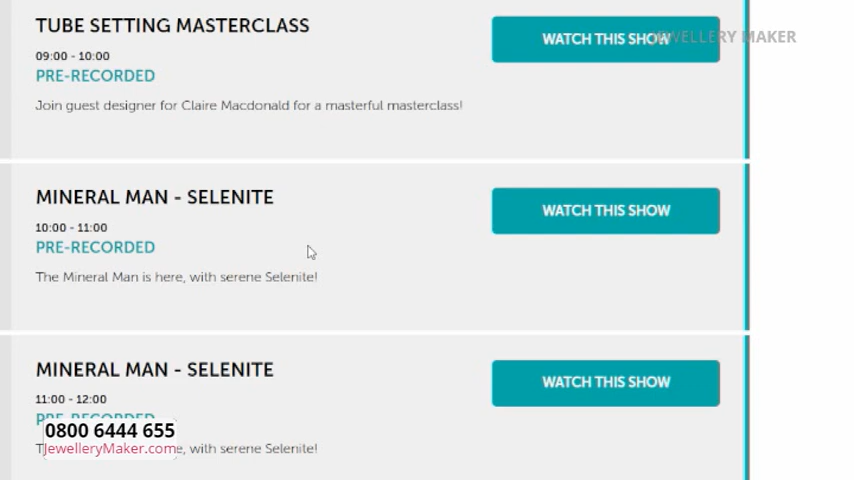 TUBE SETTING MASTERCLASS
WATCH THIS SHOW
JEWELLERY MAKER
09:00 - 10:00
PRE-RECORDED
Join guest designer for Claire Macdonald for a masterful masterclass!
MINERAL MAN - SELENITE
WATCH THIS SHOW
10:00 - 11:00
PRE-RECORDED
The Mineral Man is here, with serene Selenite!
MINERAL MAN - SELENITE
WATCH THIS SHOW
11:00 - 12:00
PRE-RECORDED
0800 6444 655
JewelleryMaker.com
with serene Selenite!